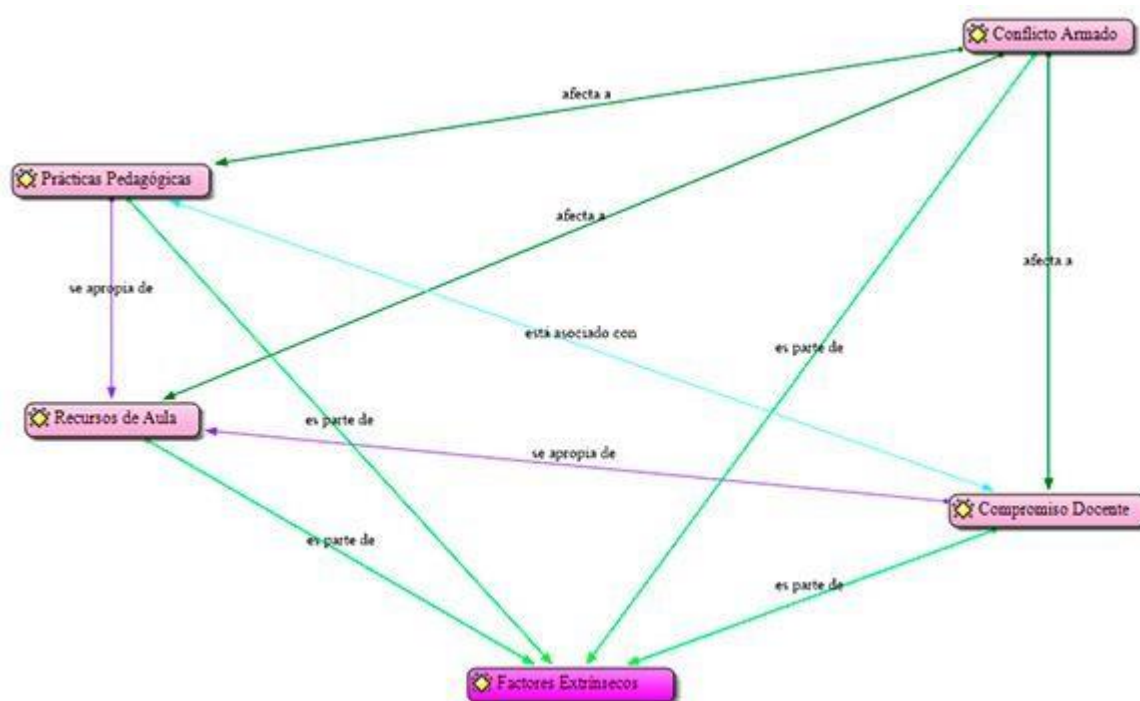 Conflicto Armado
afecta a
Prácticas Pedagógicas
afecta a
se apropia de
afecta a
está asociado con
es parte de
Recursos de Aula
es parte de
se apropia de
Compromiso Docente
es parte de
es parte de
Factores Extrínsecos